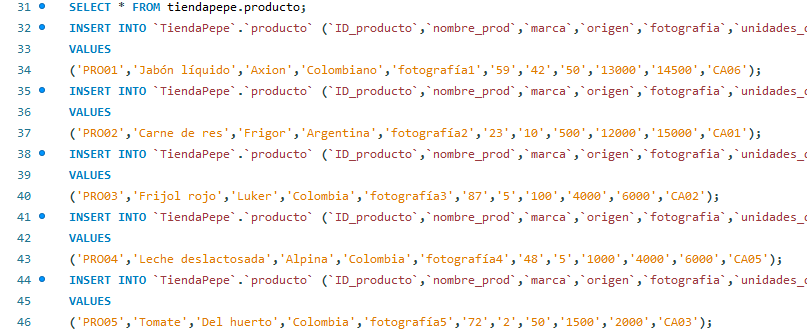 31 SELECT * FROM tiendapepe.producto;
32 INSERT INTO `TiendaPepe`.`producto` (`ID_producto`,`nombre_prod`,`marca`,`origen`,`fotografia`,`unidades_
33 VALUES
34 ('PRO01','Jabón líquido','Axion','Colombiano','fotografía1','59','42','50','13000','14500','CA06');
35 INSERT INTO `TiendaPepe`.`producto` (`ID_producto`,`nombre_prod`,`marca`,`origen`,`fotografia`,`unidades_
36 VALUES
37 ('PRO02','Carne de res','Frigor','Argentina','fotografía2','23','10','500','12000','15000','CA01');
38 INSERT INTO `TiendaPepe`.`producto` (`ID_producto`,`nombre_prod`,`marca`,`origen`,`fotografia`,`unidades_
39 VALUES
40 ('PRO03','Frijol rojo','Luker','Colombia','fotografía3','87','5','100','4000','6000','CA02');
41 INSERT INTO `TiendaPepe`.`producto` (`ID_producto`,`nombre_prod`,`marca`,`origen`,`fotografia`,`unidades_
42 VALUES
43 ('PRO04','Leche deslactosada','Alpina','Colombia','fotografía4','48','5','1000','4000','6000','CA05');
44 INSERT INTO `TiendaPepe`.`producto` (`ID_producto`,`nombre_prod`,`marca`,`origen`,`fotografia`,`unidades_
45 VALUES
46 ('PRO05','Tomate','Del huerto','Colombia','fotografía5','72','2','50','1500','2000','CA03');